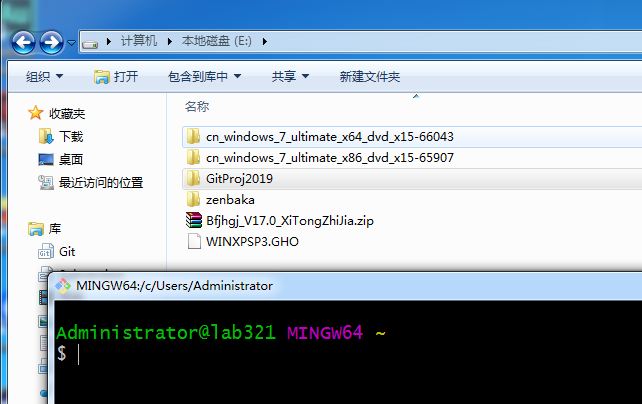 计算机 本地磁盘 (E:)
组织 打开 包含到库中 共享 新建文件夹
收藏夹
下载
桌面
最近访问的位置
库
Git
名称
cn_windows_7_ultimate_x64_dvd_x15-66043
cn_windows_7_ultimate_x86_dvd_x15-65907
GitProj2019
zenbaka
Bfjhgj_V17.0_XiTongZhiJia.zip
WINXPSP3.GHO
MINGW64:/c/Users/Administrator
Administrator@lab321 MINGW64 ~
$